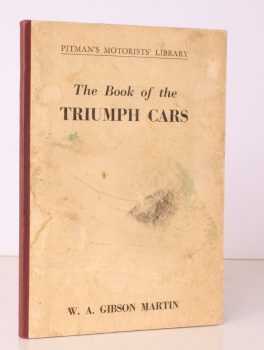 PITMAN'S MOTORISTS' LIBRARY
The Book of the
TRIUMPH CARS
W. A. GIBSON MARTIN